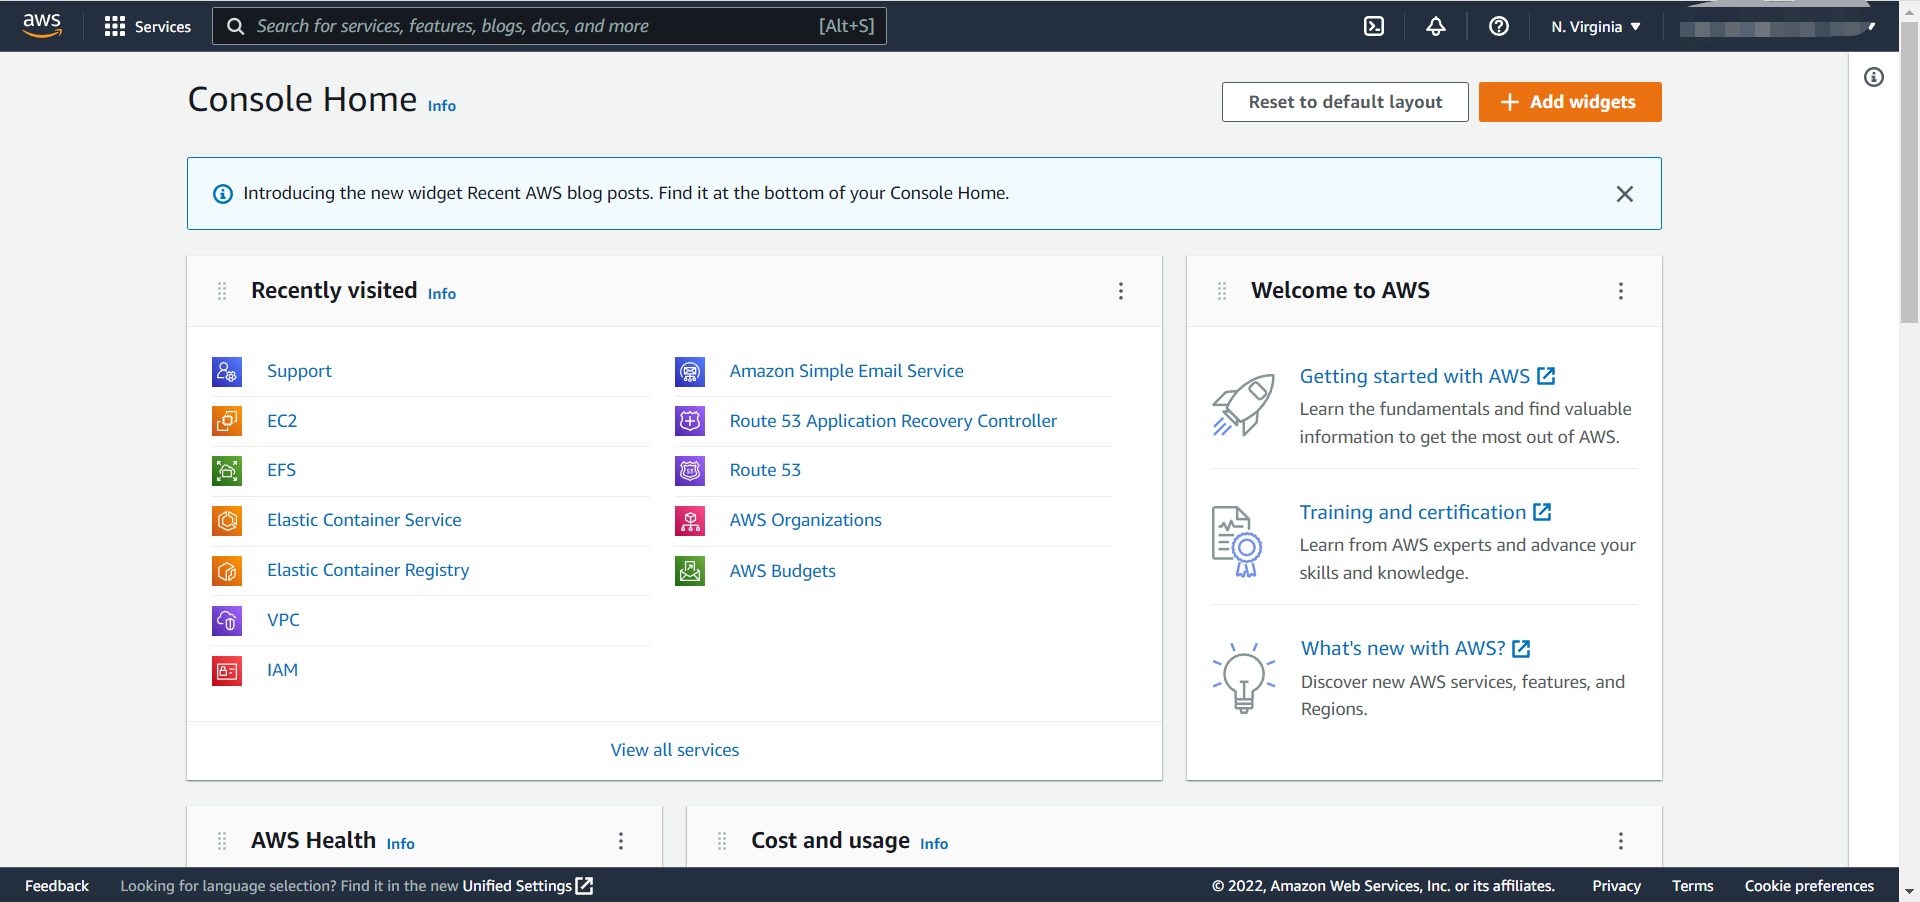 aws
Services
Search for services, features, blogs, docs, and more
[Alt+S]
N. Virginia
Console Home Info
Reset to default layout
Add widgets
Introducing the new widget Recent AWS blog posts. Find it at the bottom of your Console Home.
Recently visited Info
Support
EC2
EFS
Elastic Container Service
Elastic Container Registry
VPC
IAM
Amazon Simple Email Service
Route 53 Application Recovery Controller
Route 53
AWS Organizations
AWS Budgets
View all services
Welcome to AWS
Getting started with AWS
Learn the fundamentals and find valuable
information to get the most out of AWS.
Training and certification
Learn from AWS experts and advance your
skills and knowledge.
What's new with AWS?
Discover new AWS services, features, and
Regions.
AWS Health Info
Cost and usage Info
Feedback
Looking for language selection? Find it in the new Unified Settings
© 2022, Amazon Web Services, Inc. or its affiliates.
Privacy
Terms
Cookie preferences